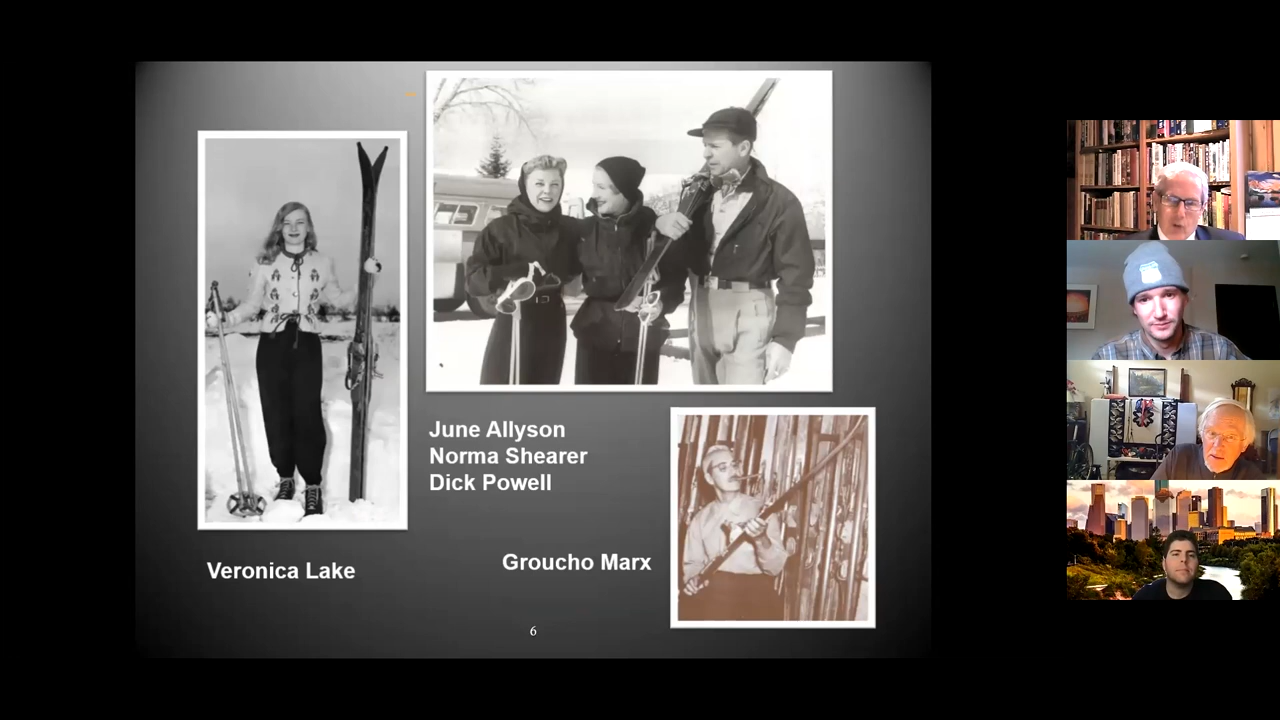 June Allyson
Norma Shearer
Dick Powell
Groucho Marx
Veronica Lake
6